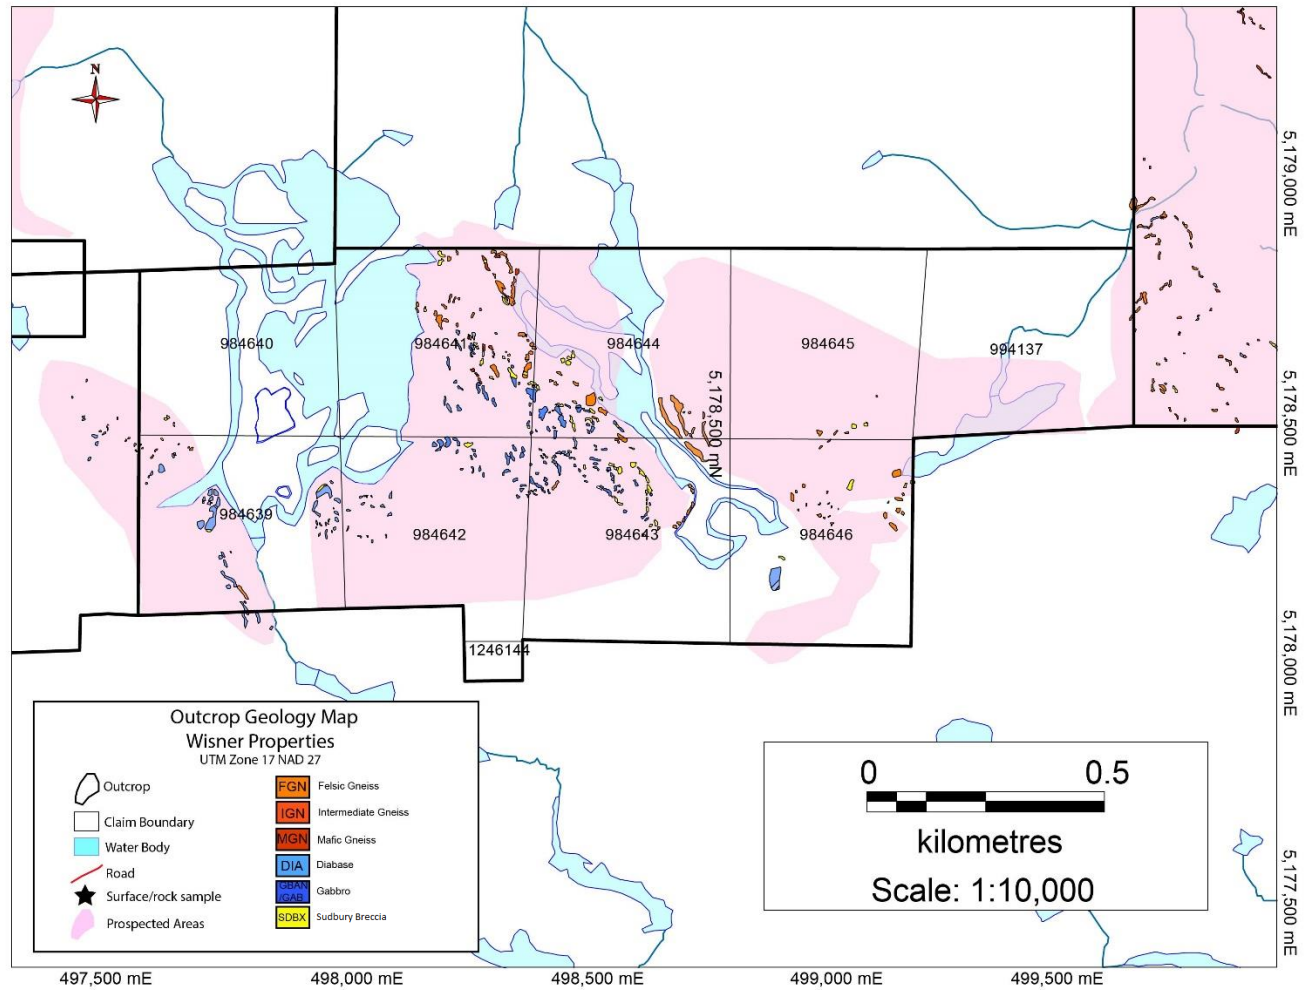 N
5,179,000 mE
984640
984641
984644
984645
994137
5,178,500 mN
5,178,500 mE
984639
984642
984643
984646
5,178,000 mE
1246144
Outcrop Geology Map
Wisner Properties
UTM Zone 17 NAD 27
Outcrop
Claim Boundary
Water Body
Road
Surface/rock sample
Prospected Areas
FGN Felsic Gneiss
IGN Intermediate Gneiss
MGN Mafic Gneiss
DIA Diabase
GBAN
/GAB Gabbro
SDBX Sudbury Breccia
0 0.5
kilometres
Scale: 1:10,000
5,177,500 mE
497,500 mE 498,000 mE 498,500 mE 499,000 mE 499,500 mE